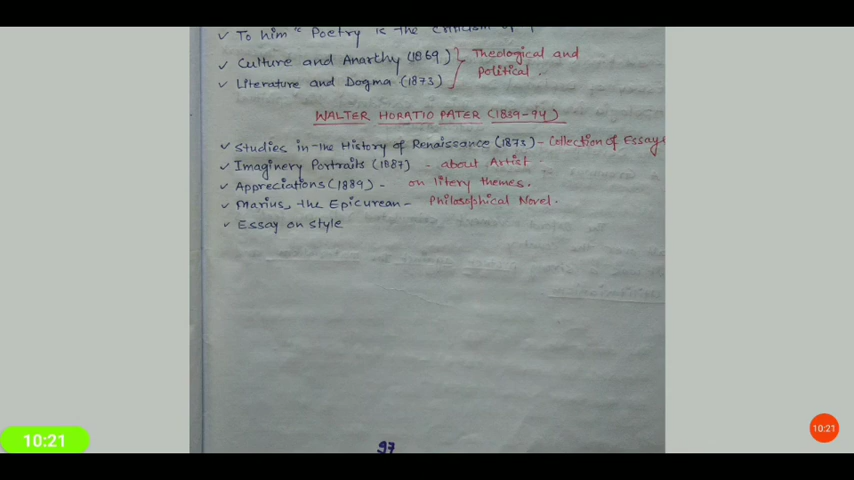 ✓ To him "Poetry is the criticism of
✓ Culture and Anarchy (1869) } Theological and
✓ Literature and Dogma (1873) Political.
WALTER HORATIO PATER (1839-94)
✓ Studies in the History of Renaissance (1873) - Collection of Essays
✓ Imaginery Portraits (1887) - about Artist
✓ Appreciations (1889) - on litery themes.
✓ Marius, the Epicurean - Philosophical Novel.
✓ Essay on style
97
10:21
10:21